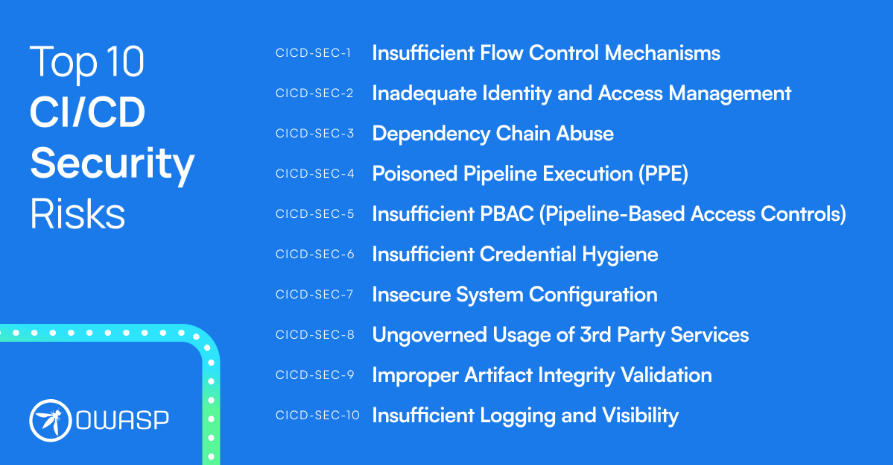 Top 10
CI/CD
Security
Risks
CICD-SEC-1 Insufficient Flow Control Mechanisms
CICD-SEC-2 Inadequate Identity and Access Management
CICD-SEC-3 Dependency Chain Abuse
CICD-SEC-4 Poisoned Pipeline Execution (PPE)
CICD-SEC-5 Insufficient PBAC (Pipeline-Based Access Controls)
CICD-SEC-6 Insufficient Credential Hygiene
CICD-SEC-7 Insecure System Configuration
CICD-SEC-8 Ungoverned Usage of 3rd Party Services
CICD-SEC-9 Improper Artifact Integrity Validation
CICD-SEC-10 Insufficient Logging and Visibility
OWASP